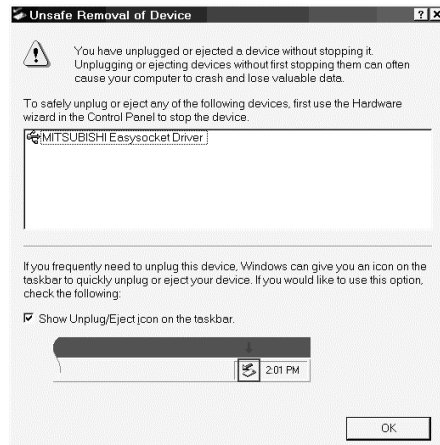 Unsafe Removal of Device
You have unplugged or ejected a device without stopping it.
Unplugging or ejecting devices without first stopping them can often
cause your computer to crash and lose valuable data.
To safely unplug or eject any of the following devices, first use the Hardware
wizard in the Control Panel to stop the device.
MITSUBISHI Easysocket Driver
If you frequently need to unplug this device, Windows can give you an icon on the
taskbar to quickly unplug or eject your device. If you would like to use this option,
check the following:
Show Unplug/Eject icon on the taskbar.
2:01 PM
OK